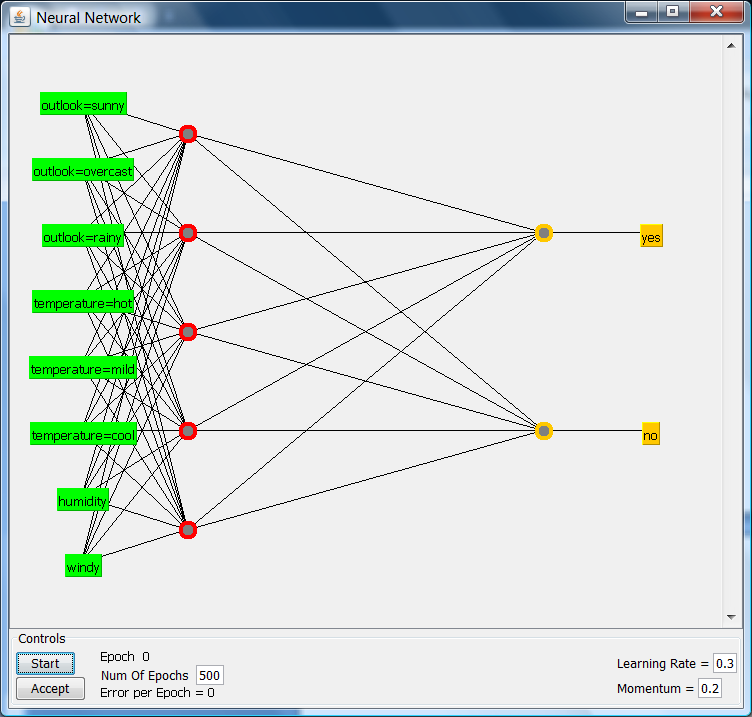 Neural Network
outlook=sunny
outlook=overcast
outlook=rainy
temperature=hot
temperature=mild
temperature=cool
humidity
windy
yes
no
Controls
Start
Accept
Epoch 0
Num Of Epochs 500
Error per Epoch = 0
Learning Rate = 0.3
Momentum = 0.2